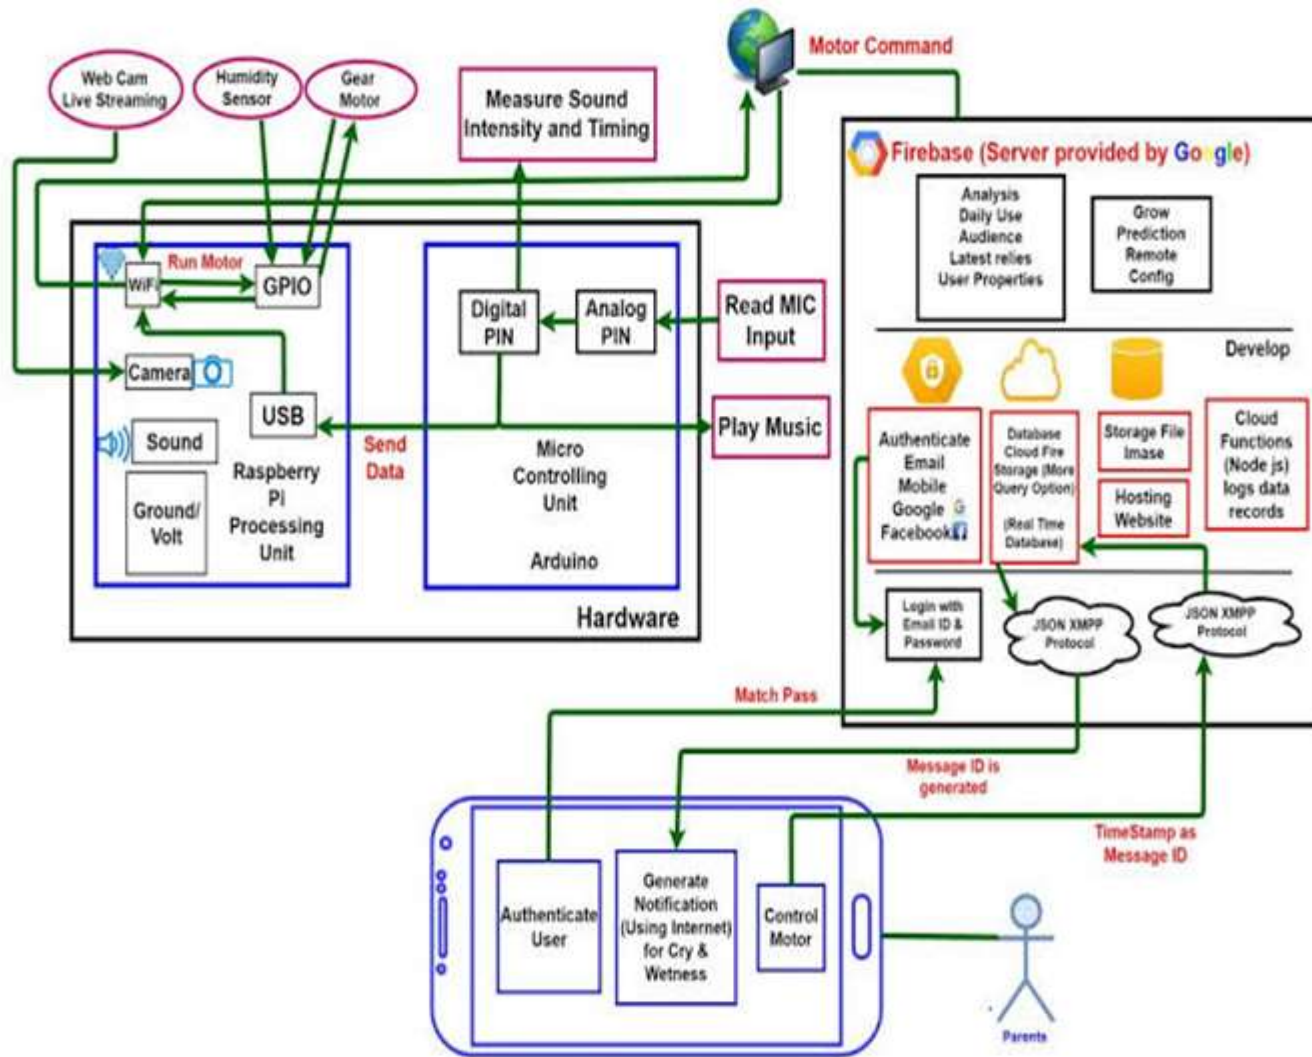 Motor Command
Web Cam
Live Streaming
Humidity
Sensor
Gear
Motor
Measure Sound
Intensity and Timing
Firebase (Server provided by Google)
Analysis
Daily Use
Audience
Latest relies
User Properties
Grow
Prediction
Remote
Config
Run Motor
WiFi
GPIO
Digital
PIN
Analog
PIN
Read MIC
Input
Develop
Camera
USB
Send
Data
Play Music
Sound
Ground/
Volt
Raspberry
Pi
Processing
Unit
Micro
Controlling
Unit
Arduino
Hardware
Authenticate
Email
Mobile
Google G
Facebook f
Database
Cloud Fire
Storage (More
Query Option)
(Real Time
Database)
Storage File
Imase
Hosting
Website
Cloud
Functions
(Node js)
logs data
records
Login with
Email ID &
Password
JSON XMPP
Protocol
JSON XMPP
Protocol
Match Pass
Message ID is
generated
TimeStamp as
Message ID
Authenticate
User
Generate
Notification
(Using Internet)
for Cry &
Wetness
Control
Motor
Parents